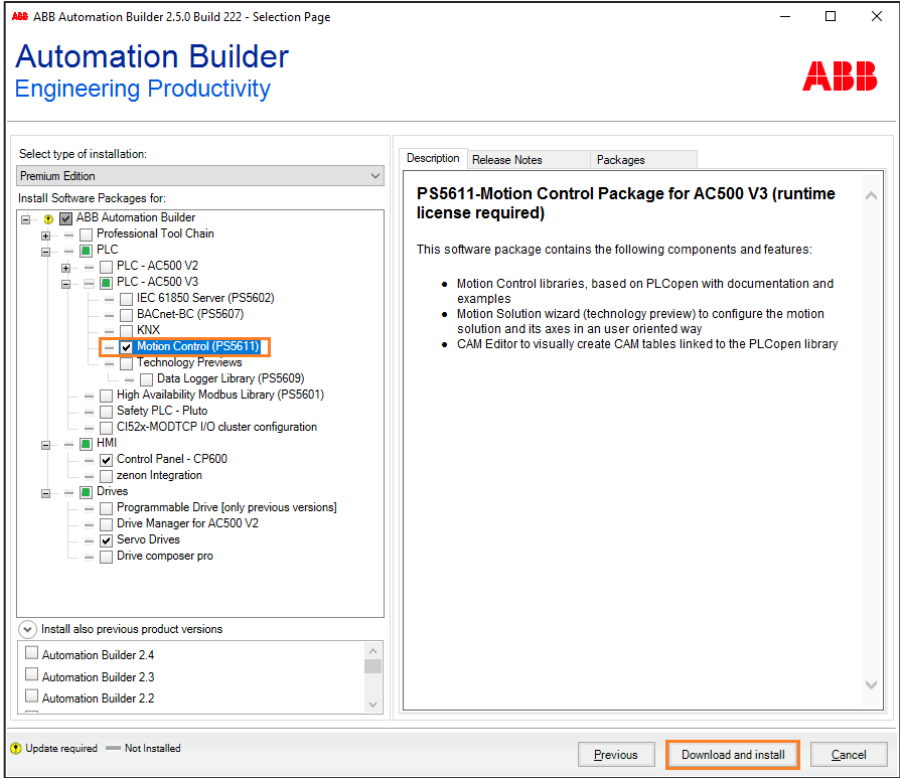 ABB ABB Automation Builder 2.5.0 Build 222 - Selection Page
Automation Builder
Engineering Productivity
ABB
Select type of installation:
Premium Edition
Install Software Packages for:
ABB Automation Builder
Professional Tool Chain
PLC
PLC - AC500 V2
PLC - AC500 V3
IEC 61850 Server (PS5602)
BACnet-BC (PS5607)
KNX
Motion Control (PS5611)
Technology Previews
Data Logger Library (PS5609)
High Availability Modbus Library (PS5601)
Safety PLC - Pluto
CI52x-MODTCP I/O cluster configuration
HMI
Control Panel - CP600
zenon Integration
Drives
Programmable Drive [only previous versions]
Drive Manager for AC500 V2
Servo Drives
Drive composer pro
Install also previous product versions
Automation Builder 2.4
Automation Builder 2.3
Automation Builder 2.2
Description Release Notes Packages
PS5611-Motion Control Package for AC500 V3 (runtime
license required)
This software package contains the following components and features:
Motion Control libraries, based on PLCopen with documentation and
examples
Motion Solution wizard (technology preview) to configure the motion
solution and its axes in an user oriented way
CAM Editor to visually create CAM tables linked to the PLCopen library
Update required Not Installed
Previous Download and install Cancel